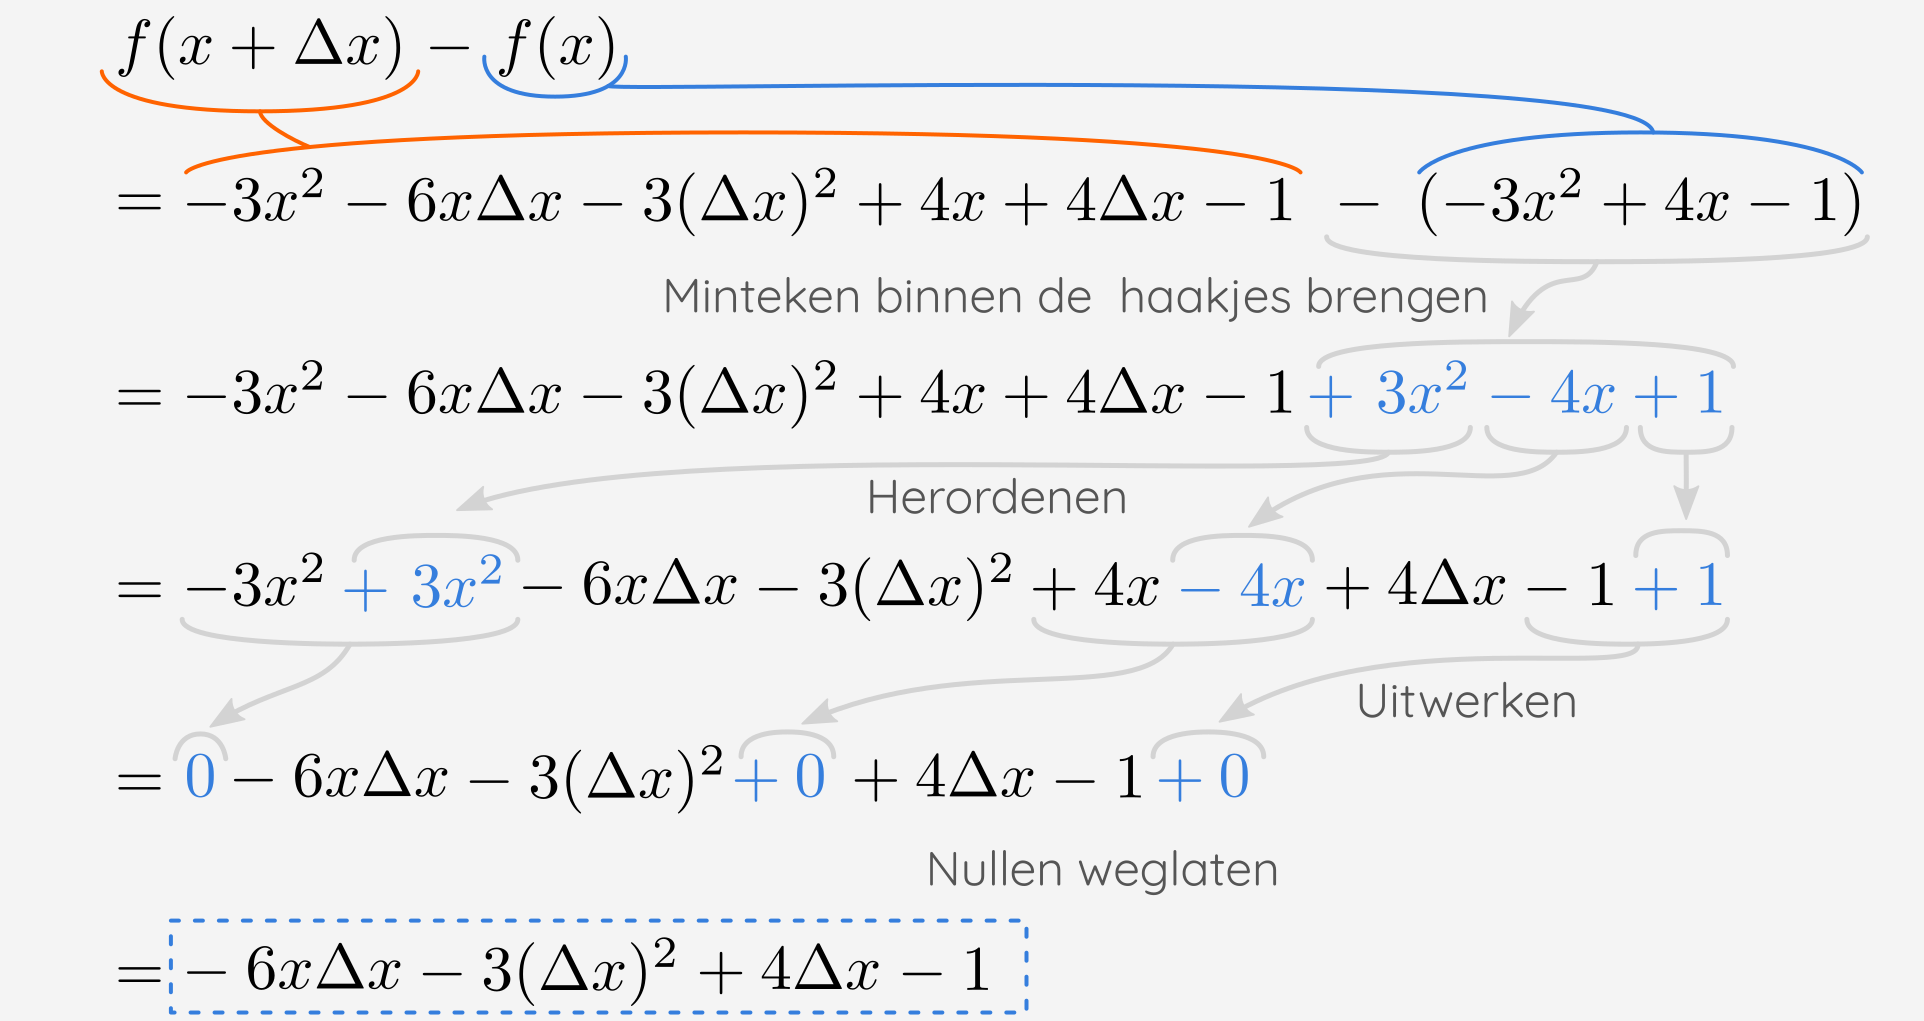 f(x + Δx) − f(x)
= −3x² − 6xΔx − 3(Δx)² + 4x + 4Δx − 1 − (−3x² + 4x − 1)
Minteken binnen de haakjes brengen
= −3x² − 6xΔx − 3(Δx)² + 4x + 4Δx − 1 + 3x² − 4x + 1
Herordenen
= −3x² + 3x² − 6xΔx − 3(Δx)² + 4x − 4x + 4Δx − 1 + 1
Uitwerken
= 0 − 6xΔx − 3(Δx)² + 0 + 4Δx − 1 + 0
Nullen weglaten
= − 6xΔx − 3(Δx)² + 4Δx − 1